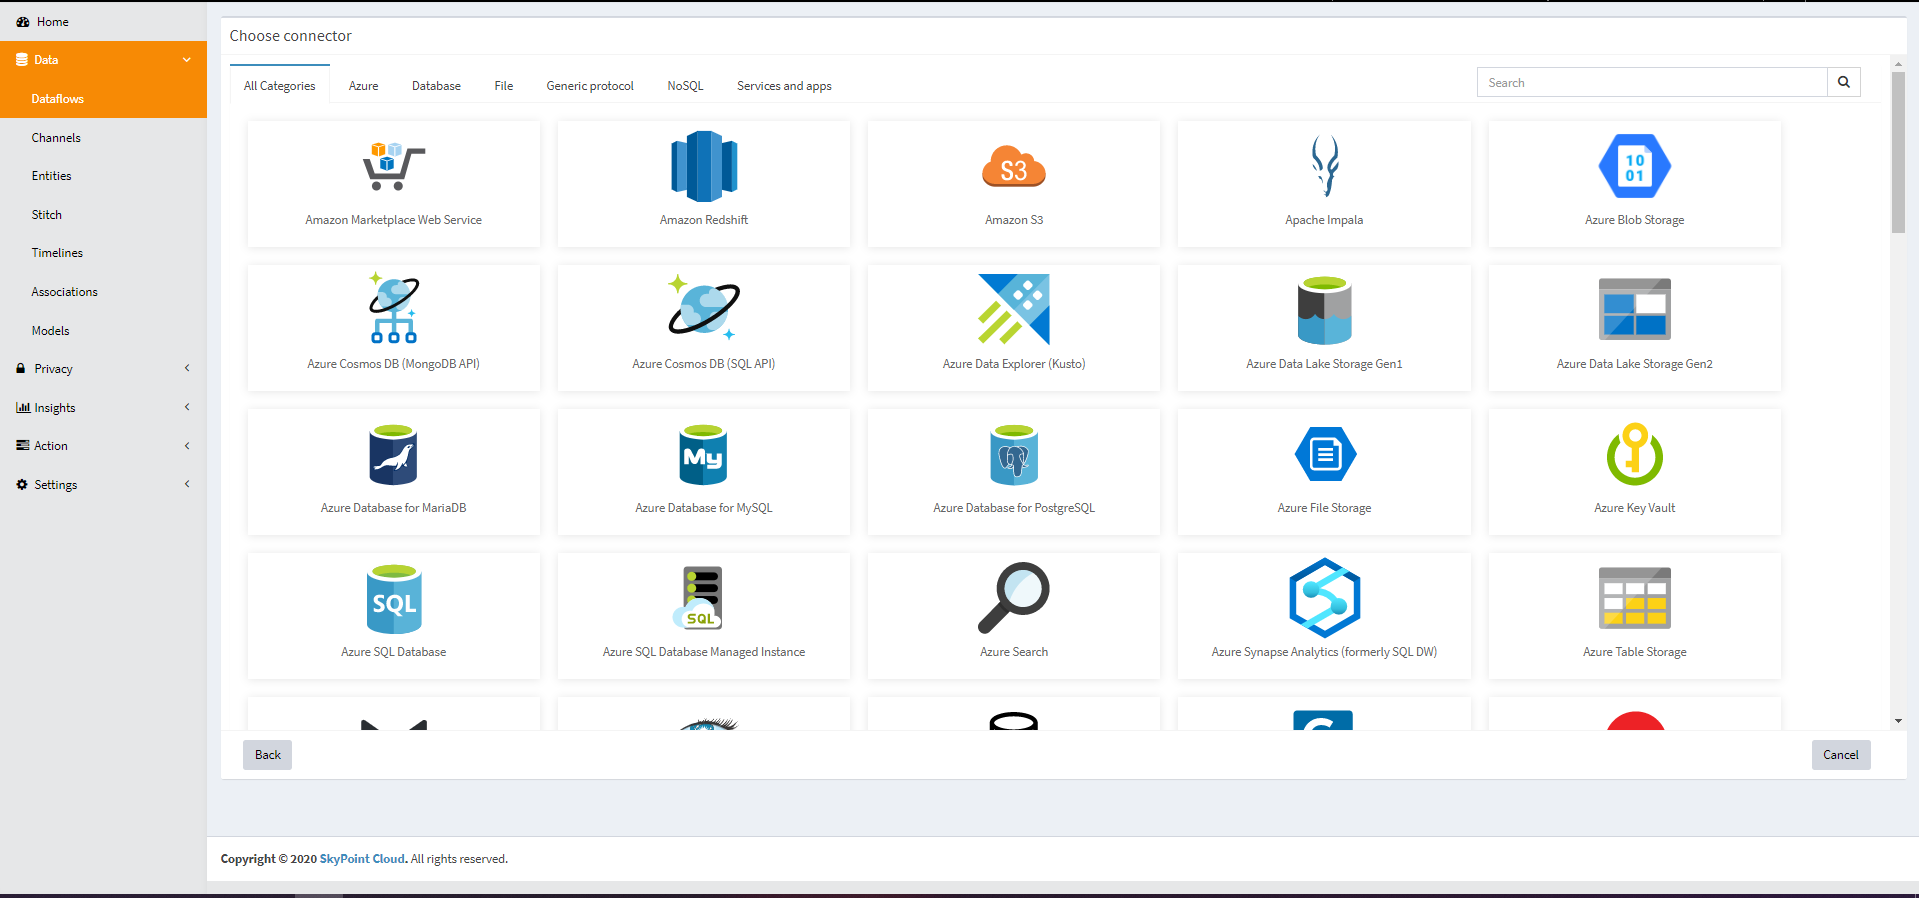 Home
Data
Dataflows
Channels
Entities
Stitch
Timelines
Associations
Models
Privacy
Insights
Action
Settings
Choose connector
All Categories Azure Database File Generic protocol NoSQL Services and apps
Search
S3
10
01
Amazon Marketplace Web Service Amazon Redshift Amazon S3 Apache Impala Azure Blob Storage
Azure Cosmos DB (MongoDB API) Azure Cosmos DB (SQL API) Azure Data Explorer (Kusto) Azure Data Lake Storage Gen1 Azure Data Lake Storage Gen2
My
Azure Database for MariaDB Azure Database for MySQL Azure Database for PostgreSQL Azure File Storage Azure Key Vault
SQL
SQL
Azure SQL Database Azure SQL Database Managed Instance Azure Search Azure Synapse Analytics (formerly SQL DW) Azure Table Storage
Back Cancel
Copyright © 2020 SkyPoint Cloud. All rights reserved.